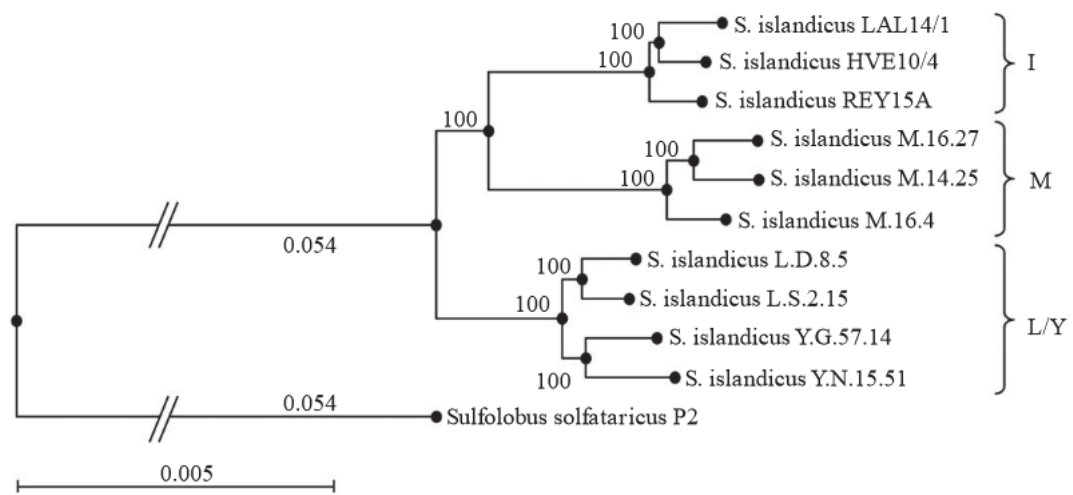 100
S. islandicus LAL14/1
100
S. islandicus HVE10/4
I
S. islandicus REY15A
100
100
S. islandicus M.16.27
100
S. islandicus M.14.25
M
S. islandicus M.16.4
0.054
100
S. islandicus L.D.8.5
100
S. islandicus L.S.2.15
L/Y
S. islandicus Y.G.57.14
100
S. islandicus Y.N.15.51
0.054
Sulfolobus solfataricus P2
0.005